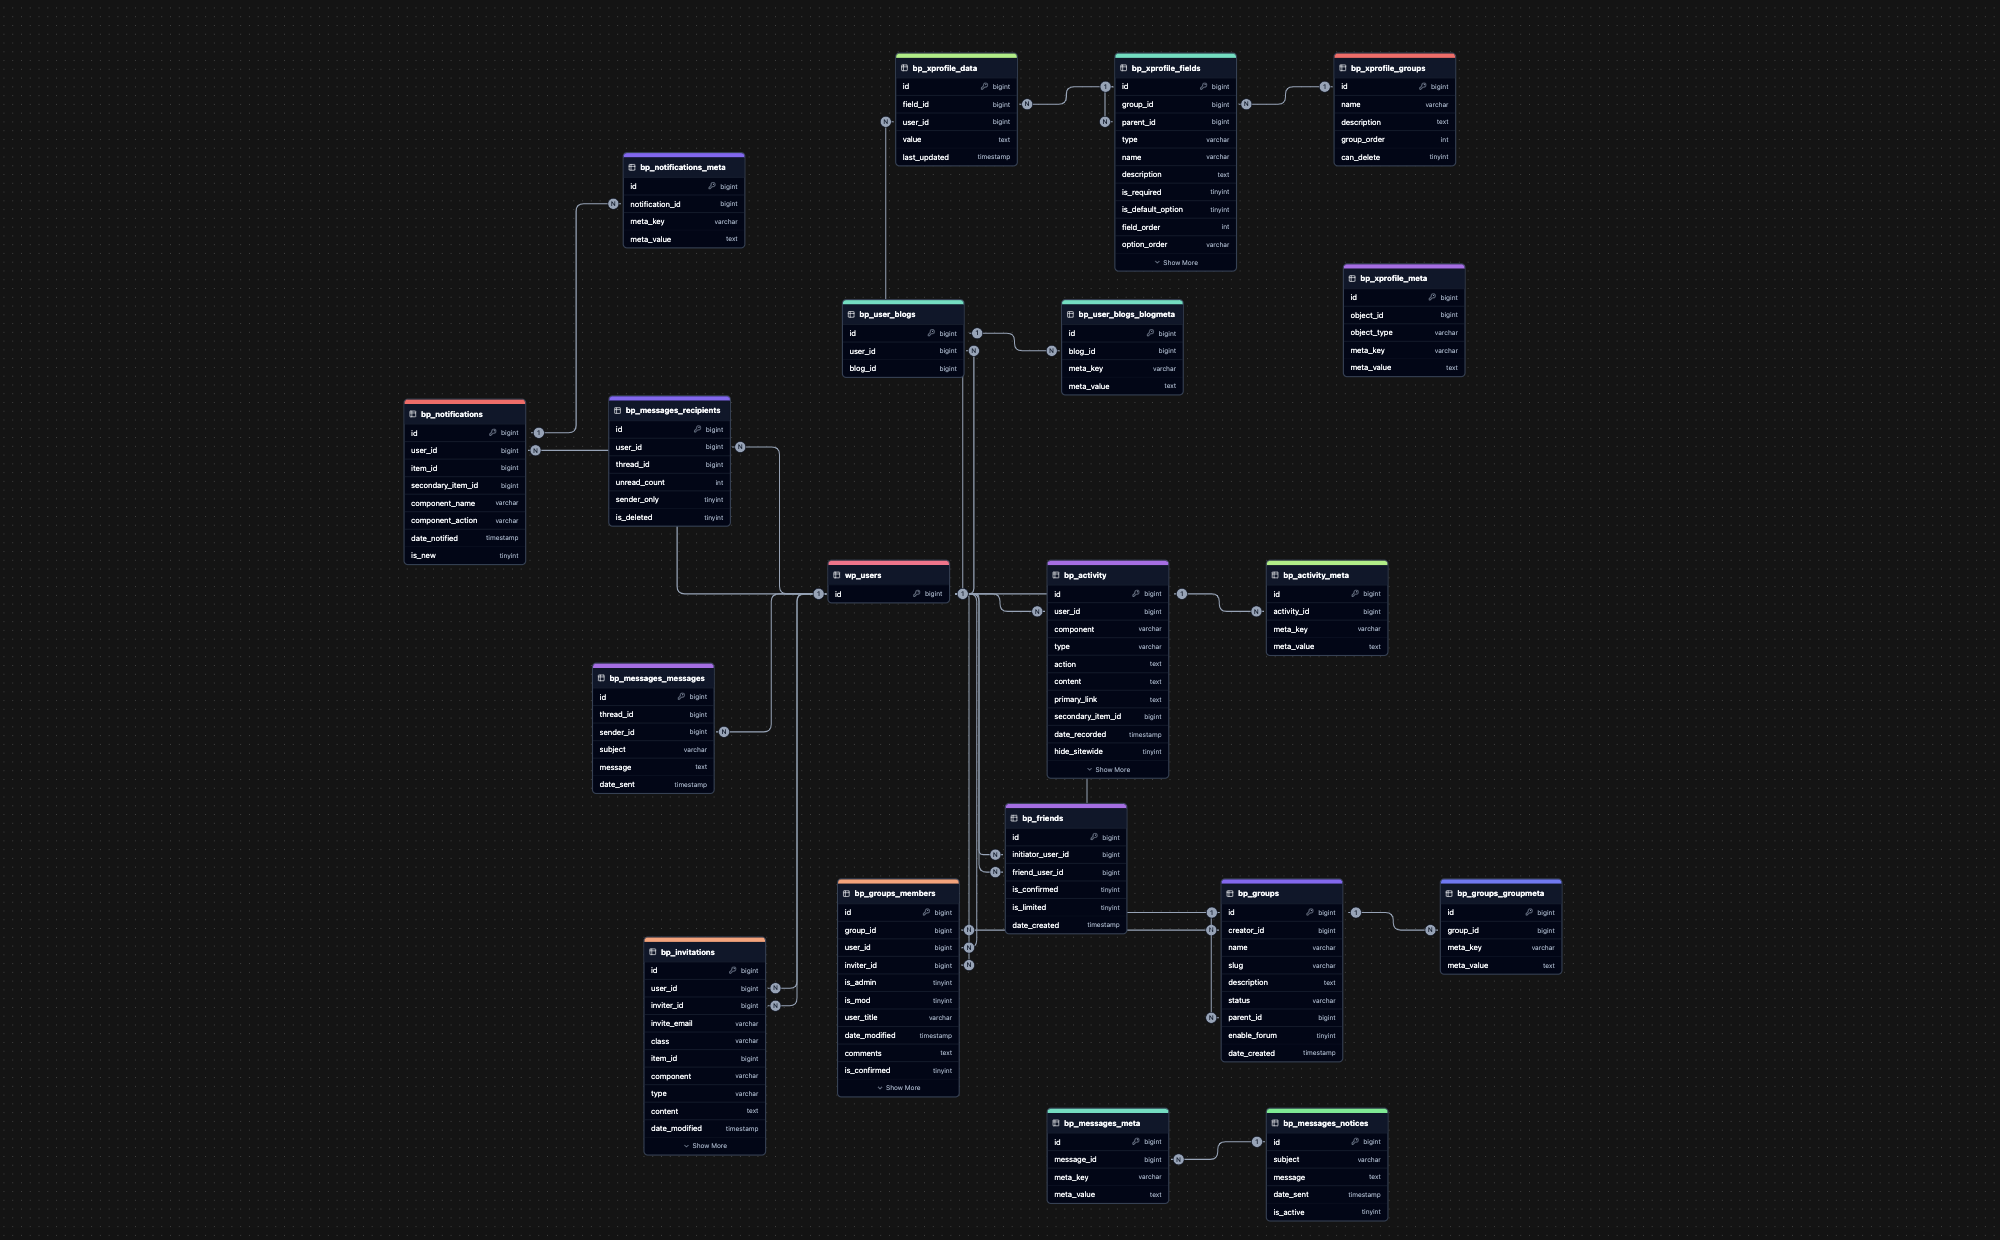 bp_xprofile_data
id bigint
field_id bigint
user_id bigint
value text
last_updated timestamp
bp_xprofile_fields
id bigint
group_id bigint
parent_id bigint
type varchar
name varchar
description text
is_required tinyint
is_default_option tinyint
field_order int
option_order varchar
Show More
bp_xprofile_groups
id bigint
name varchar
description text
group_order int
can_delete tinyint
N 1 N 1
N N
bp_notifications_meta
id bigint
notification_id bigint
meta_key varchar
meta_value text
N
bp_xprofile_meta
id bigint
object_id bigint
object_type varchar
meta_key varchar
meta_value text
bp_user_blogs
id bigint
user_id bigint
blog_id bigint
1
N N
bp_user_blogs_blogmeta
id bigint
blog_id bigint
meta_key varchar
meta_value text
bp_notifications
id bigint
user_id bigint
item_id bigint
secondary_item_id bigint
component_name varchar
component_action varchar
date_notified timestamp
is_new tinyint
1
N
bp_messages_recipients
id bigint
user_id bigint
thread_id bigint
unread_count int
sender_only tinyint
is_deleted tinyint
N
wp_users
id bigint
1 1
bp_activity
id bigint
user_id bigint
component varchar
type varchar
action text
content text
primary_link text
secondary_item_id bigint
date_recorded timestamp
hide_sitewide tinyint
Show More
N
1
N
bp_activity_meta
id bigint
activity_id bigint
meta_key varchar
meta_value text
bp_messages_messages
id bigint
thread_id bigint
sender_id bigint
subject varchar
message text
date_sent timestamp
N
bp_friends
id bigint
initiator_user_id bigint
friend_user_id bigint
is_confirmed tinyint
is_limited tinyint
date_created timestamp
N
N
bp_groups_members
id bigint
group_id bigint
user_id bigint
inviter_id bigint
is_admin tinyint
is_mod tinyint
user_title varchar
date_modified timestamp
comments text
is_confirmed tinyint
Show More
N
N
N
bp_groups
id bigint
creator_id bigint
name varchar
slug varchar
description text
status varchar
parent_id bigint
enable_forum tinyint
date_created timestamp
1
N
N
1
N
bp_groups_groupmeta
id bigint
group_id bigint
meta_key varchar
meta_value text
bp_invitations
id bigint
user_id bigint
inviter_id bigint
invite_email varchar
class varchar
item_id bigint
component varchar
type varchar
content text
date_modified timestamp
Show More
N
N
bp_messages_meta
id bigint
message_id bigint
meta_key varchar
meta_value text
N
1
bp_messages_notices
id bigint
subject varchar
message text
date_sent timestamp
is_active tinyint